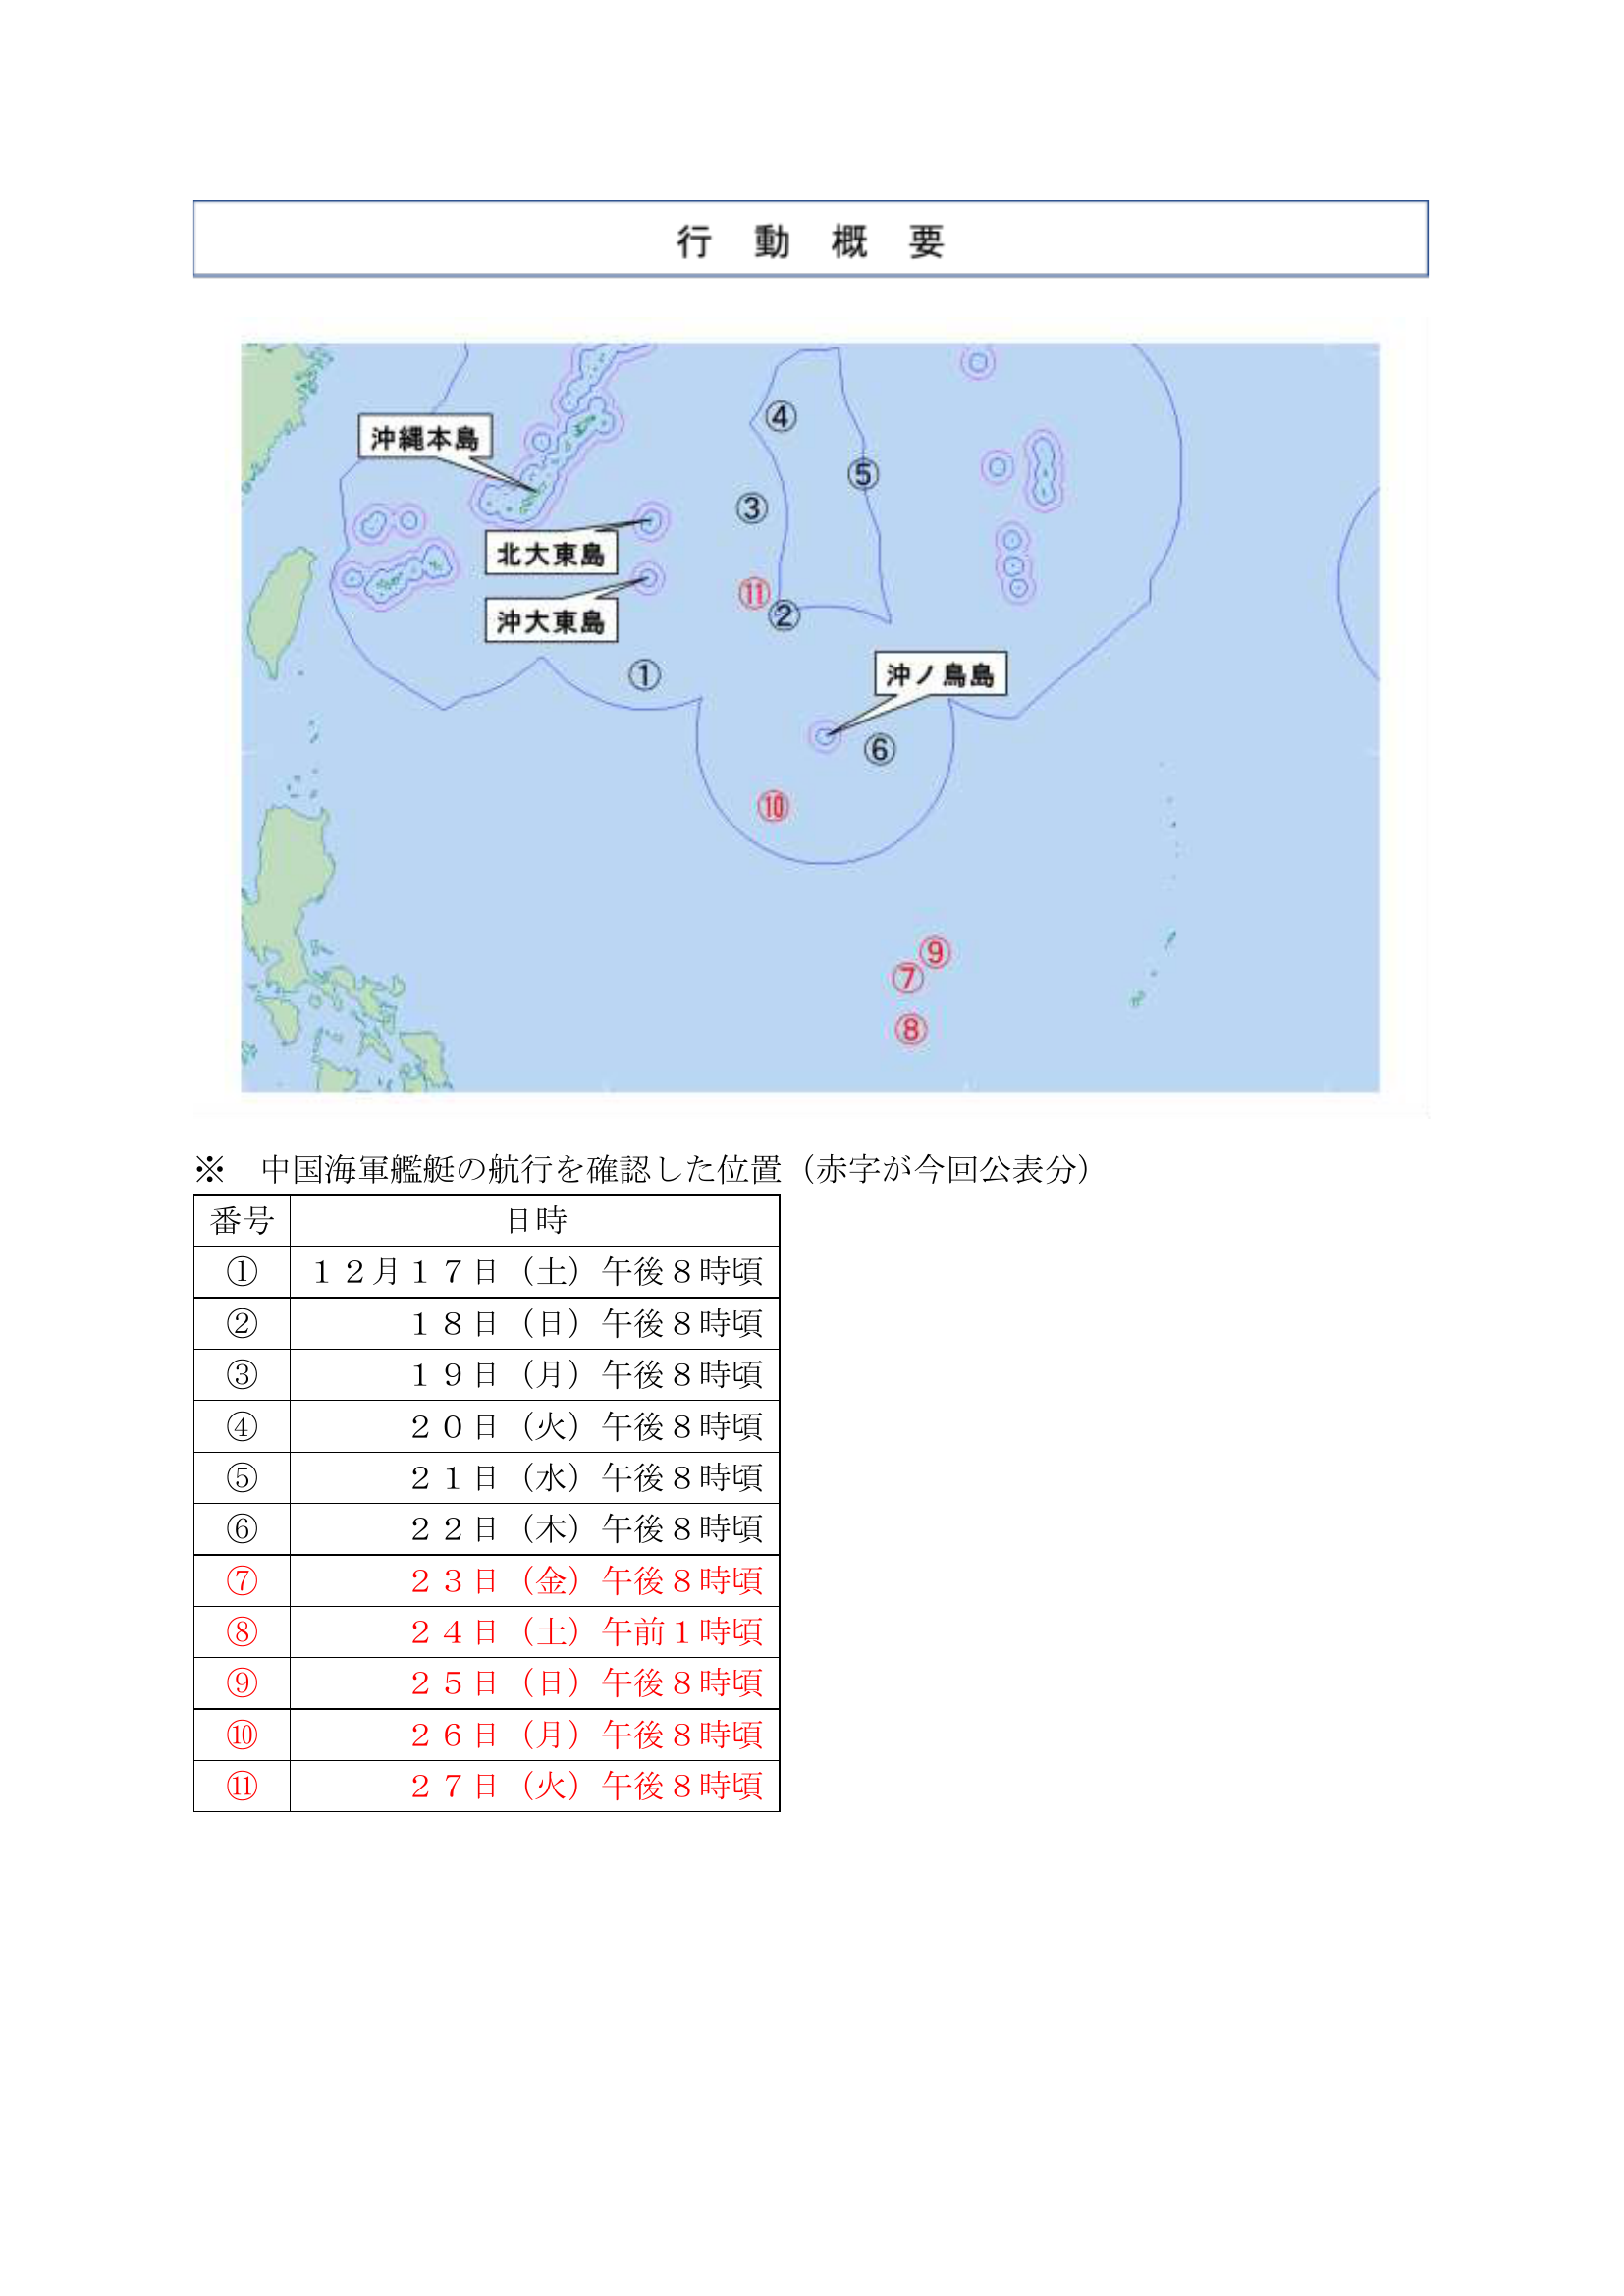 行　動　概　要
沖縄本島
北大東島
沖大東島
沖ノ鳥島
④
⑤
③
⑪
②
①
⑥
⑩
⑨
⑦
⑧
※　中国海軍艦艇の航行を確認した位置（赤字が今回公表分）
番号　日時
①　１２月１７日（土）午後８時頃
②　１８日（日）午後８時頃
③　１９日（月）午後８時頃
④　２０日（火）午後８時頃
⑤　２１日（水）午後８時頃
⑥　２２日（木）午後８時頃
⑦　２３日（金）午後８時頃
⑧　２４日（土）午前１時頃
⑨　２５日（日）午後８時頃
⑩　２６日（月）午後８時頃
⑪　２７日（火）午後８時頃